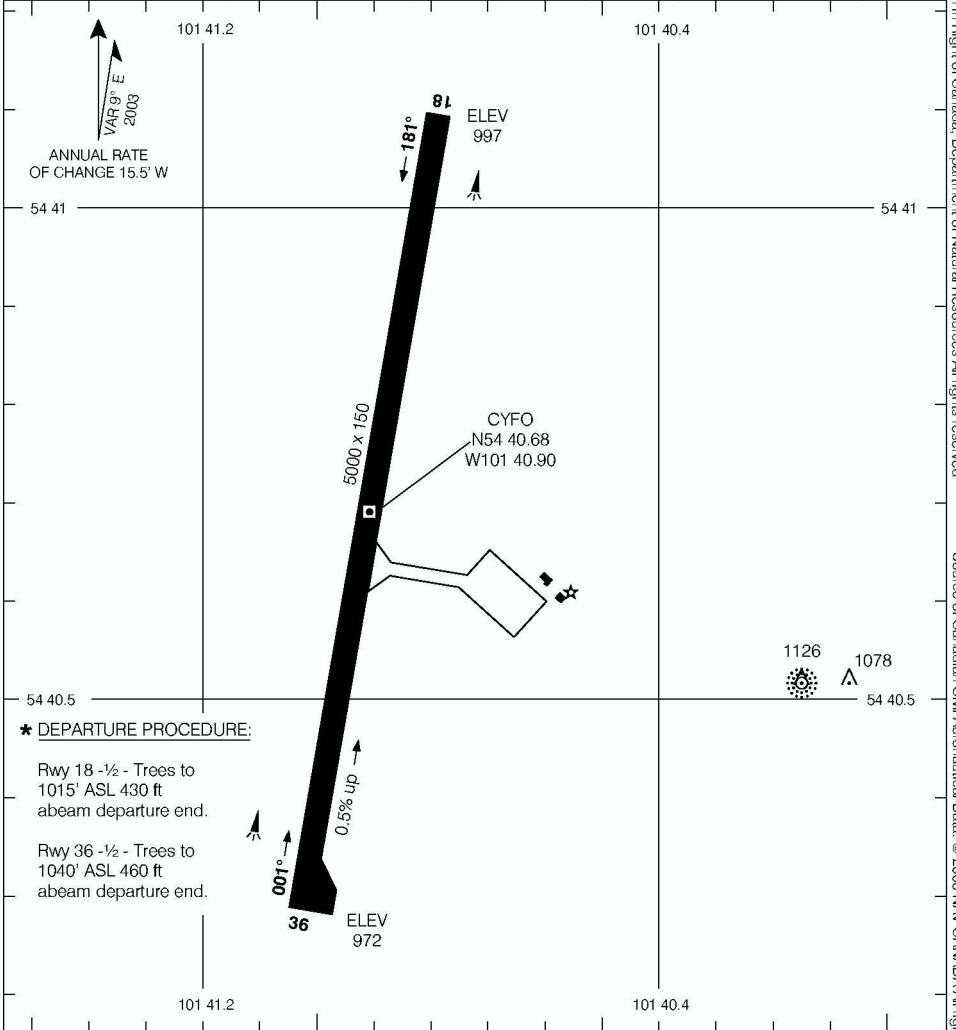 101 41.2
101 40.4
VAR 9° E
2003
ANNUAL RATE
OF CHANGE 15.5' W
18
ELEV
997
181°
54 41
54 41
5000 x 150
CYFO
N54 40.68
W101 40.90
1126
1078
54 40.5
54 40.5
* DEPARTURE PROCEDURE:
Rwy 18 -½ - Trees to
1015' ASL 430 ft
abeam departure end.
Rwy 36 -½ - Trees to
1040' ASL 460 ft
abeam departure end.
0.5% up
001°
36
ELEV
972
101 41.2
101 40.4